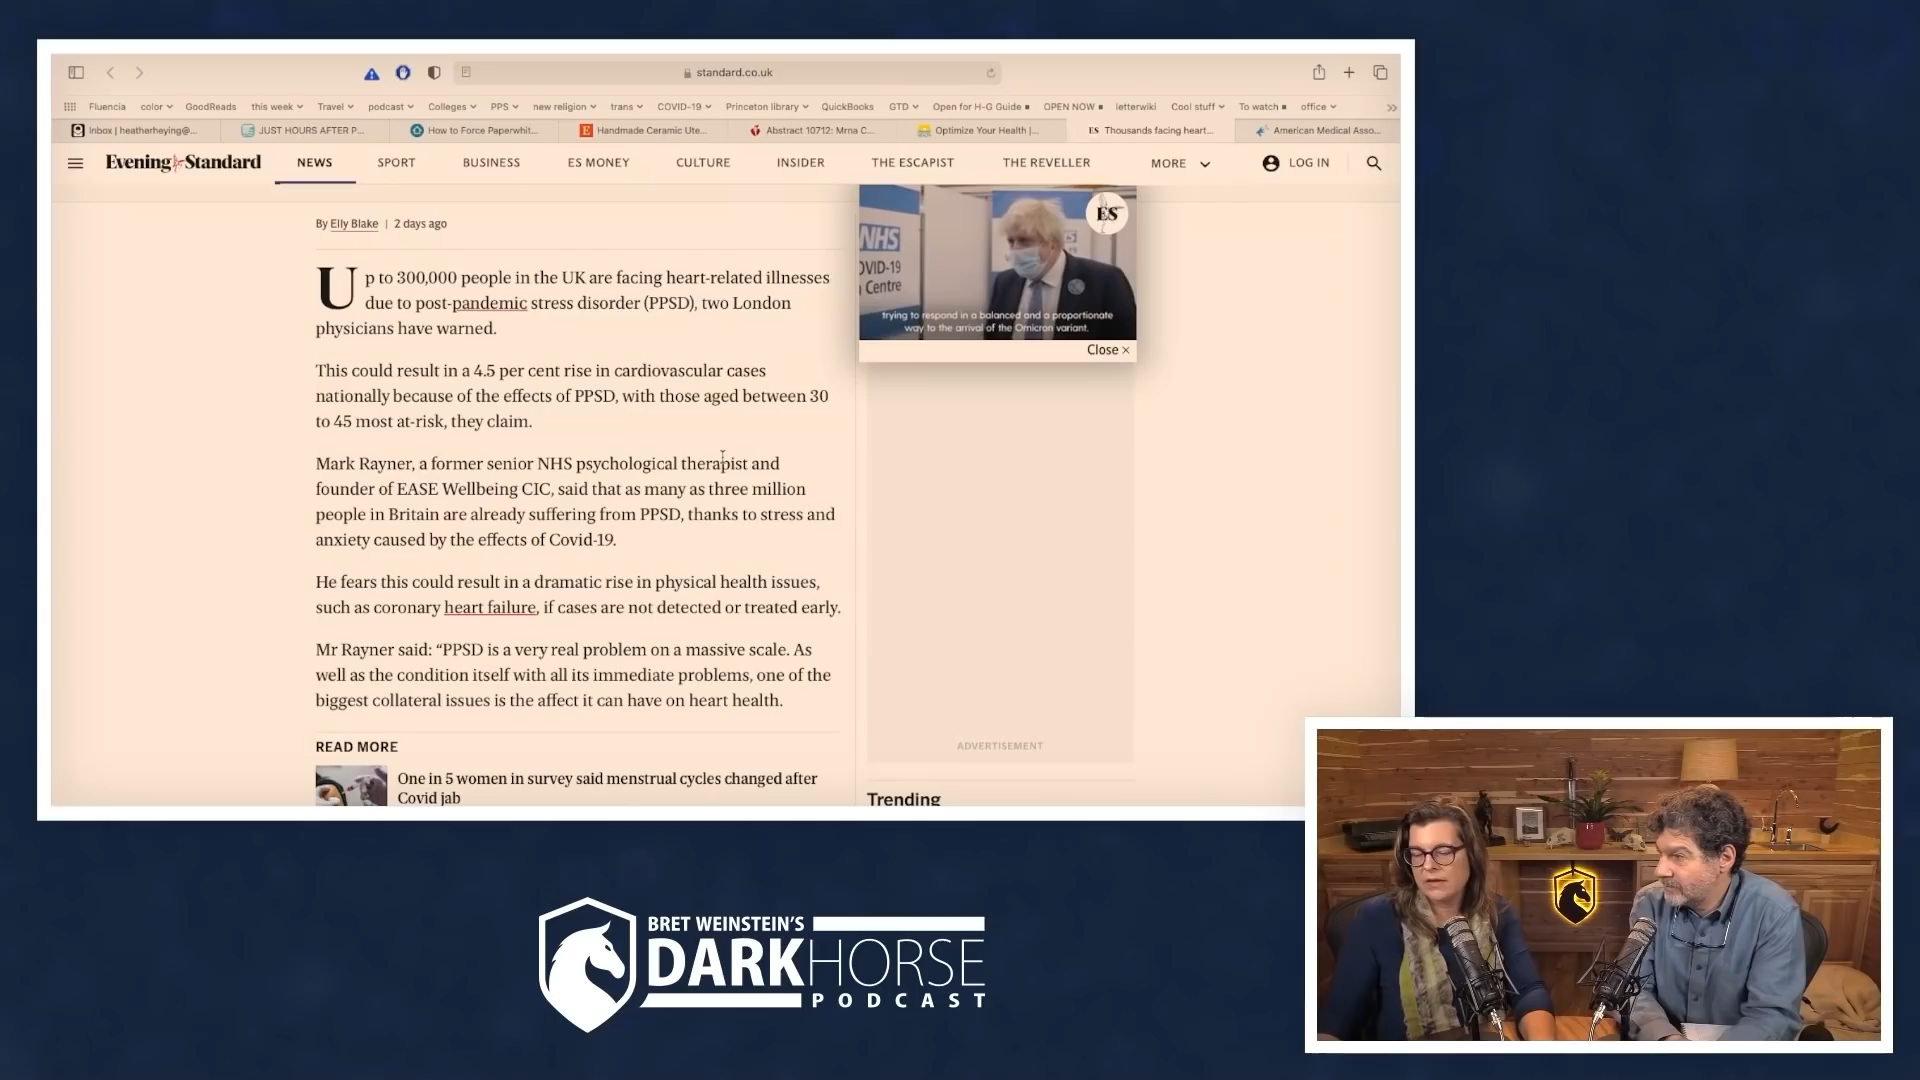 standard.co.uk
Fluencia color GoodReads this week Travel podcast Colleges PPS new religion trans COVID-19 Princeton library QuickBooks GTD Open for H-G Guide OPEN NOW letterwiki Cool stuff To watch office
Inbox | heatherheying@... JUST HOURS AFTER P... How to Force Paperwhit... Handmade Ceramic Ute... Abstract 10712: Mrna C... Optimize Your Health |... ES Thousands facing heart... American Medical Asso...
Evening Standard NEWS SPORT BUSINESS ES MONEY CULTURE INSIDER THE ESCAPIST THE REVELLER MORE LOG IN
By Elly Blake | 2 days ago
Up to 300,000 people in the UK are facing heart-related illnesses
due to post-pandemic stress disorder (PPSD), two London
physicians have warned.
This could result in a 4.5 per cent rise in cardiovascular cases
nationally because of the effects of PPSD, with those aged between 30
to 45 most at-risk, they claim.
Mark Rayner, a former senior NHS psychological therapist and
founder of EASE Wellbeing CIC, said that as many as three million
people in Britain are already suffering from PPSD, thanks to stress and
anxiety caused by the effects of Covid-19.
He fears this could result in a dramatic rise in physical health issues,
such as coronary heart failure, if cases are not detected or treated early.
Mr Rayner said: “PPSD is a very real problem on a massive scale. As
well as the condition itself with all its immediate problems, one of the
biggest collateral issues is the affect it can have on heart health.
READ MORE
One in 5 women in survey said menstrual cycles changed after
Covid jab
ES
NHS
OVID-19
Centre
trying to respond in a balanced and a proportionate
way to the arrival of the Omicron variant.
Close ×
ADVERTISEMENT
Trending
BRET WEINSTEIN'S
DARKHORSE
PODCAST